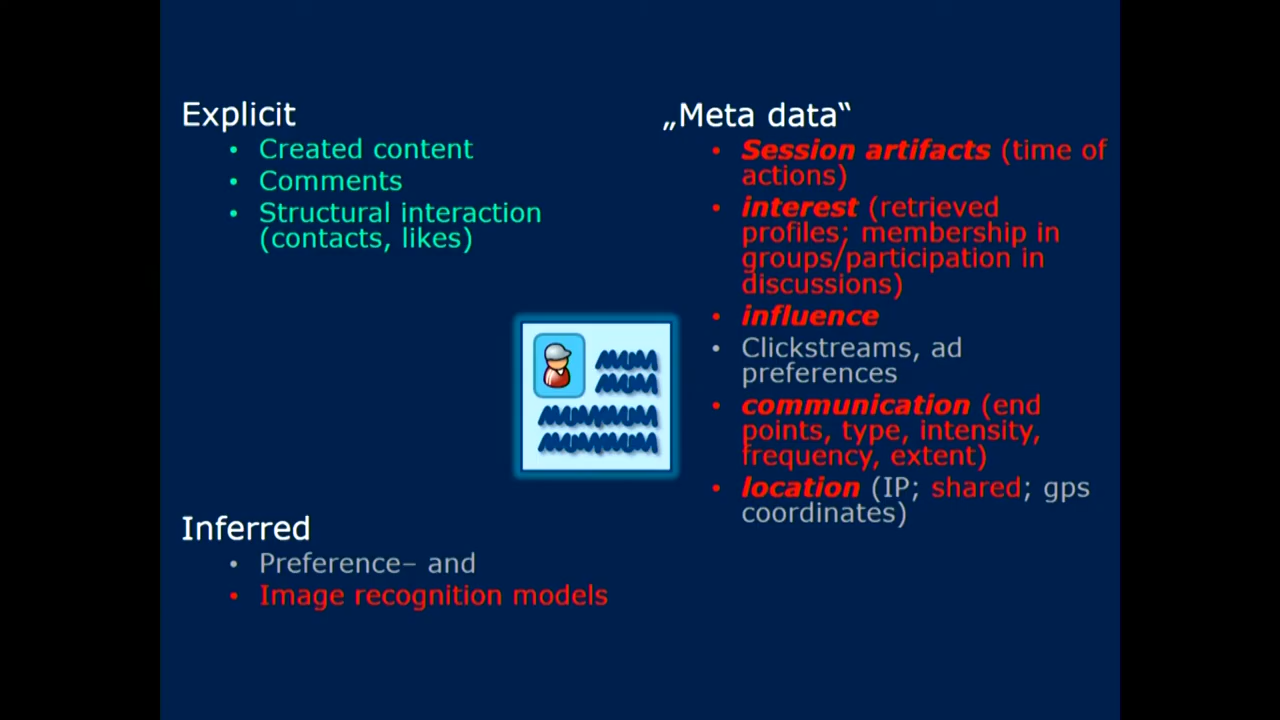 Explicit
• Created content
• Comments
• Structural interaction
(contacts, likes)
Inferred
• Preference– and
• Image recognition models
„Meta data“
• Session artifacts (time of
actions)
• interest (retrieved
profiles; membership in
groups/participation in
discussions)
• influence
• Clickstreams, ad
preferences
• communication (end
points, type, intensity,
frequency, extent)
• location (IP; shared; gps
coordinates)